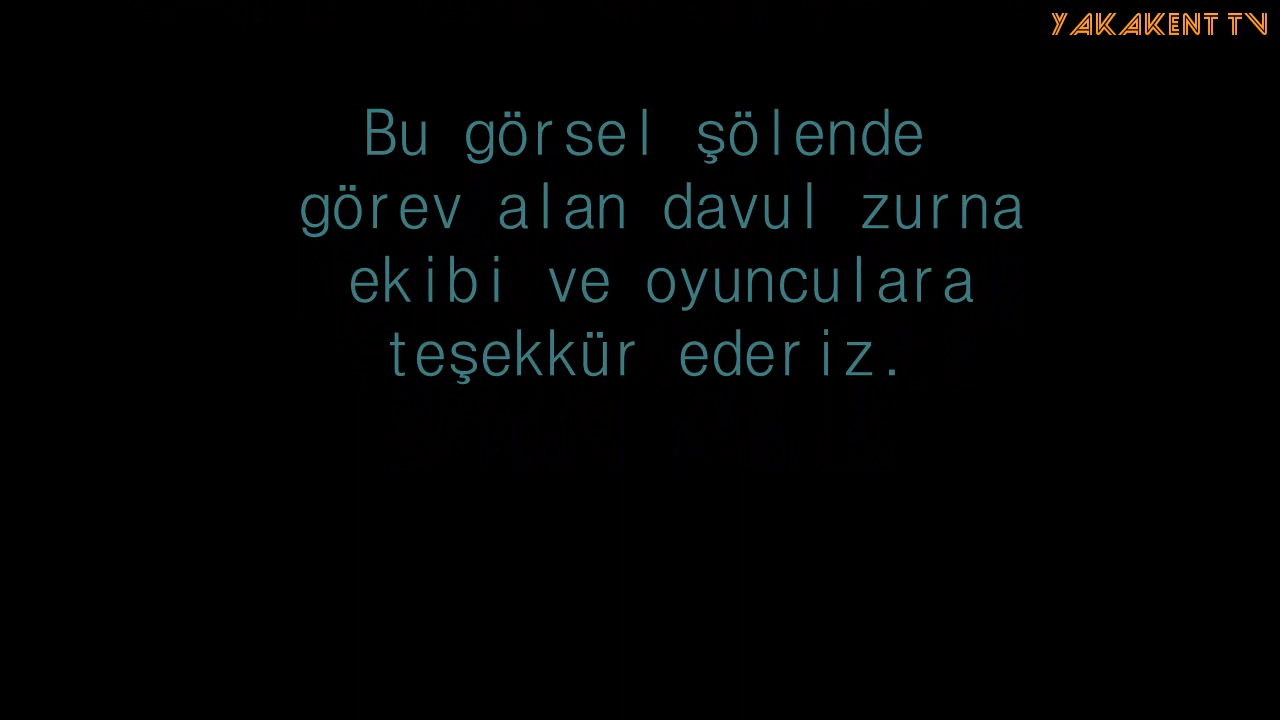 YAKAKENT TV
Bu görsel şölende
görev alan davul zurna
ekibi ve oyunculara
teşekkür ederiz.